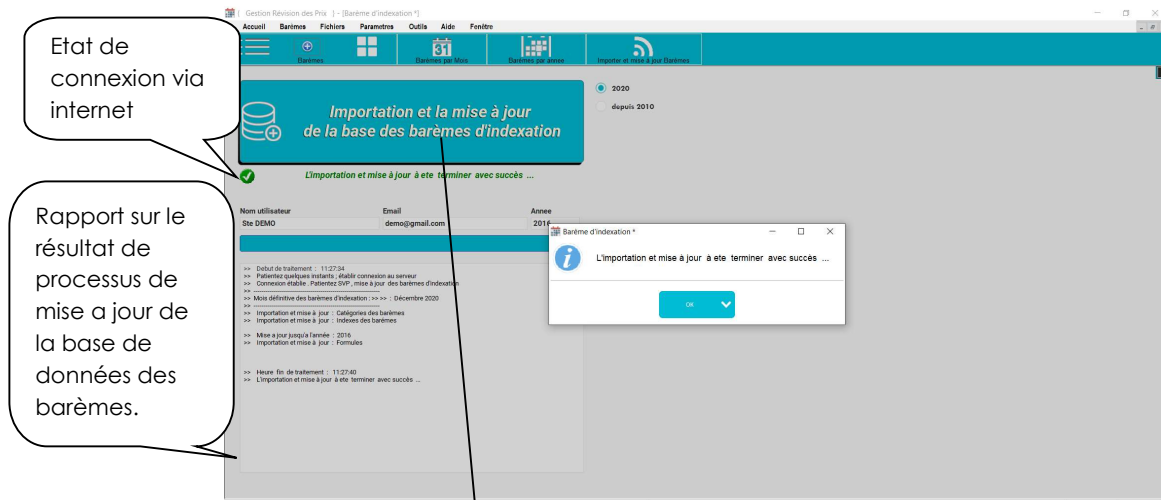 ( Gestion Révision des Prix ) - [Barème d'indexation *]
Accueil Barèmes Fichiers Parametres Outils Aide Fenêtre
31
Barèmes Barèmes par Mois Barèmes par annee Importer et mise à jour Barèmes
Etat de
connexion via
internet
Importation et la mise à jour
de la base des barèmes d'indexation
2020
depuis 2010
L'importation et mise à jour à ete terminer avec succès ...
Rapport sur le
résultat de
processus de
mise a jour de
la base de
données des
barèmes.
Nom utilisateur Email Annee
Ste DEMO demo@gmail.com 2016
>> Debut de traitement : 11:27:34
>> Patientez quelques instants ; établir connexion au serveur
>> Connexion établie . Patientez SVP , mise à jour des barèmes d'indexation
>> ----------------------------------------
>> Mois définitive des barèmes d'indexation : >> >> : Décembre 2020
>> ----------------------------------------
>> Importation et mise à jour : Catégories des barèmes
>> Importation et mise à jour : Indexes des barèmes
>> Mise a jour jusqu'a l'année : 2016
>> Importation et mise à jour : Formules
>> Heure fin de traitement : 11:27:40
>> L'importation et mise à jour à ete terminer avec succès ...
Barème d'indexation *
L'importation et mise à jour à ete terminer avec succès ...
OK